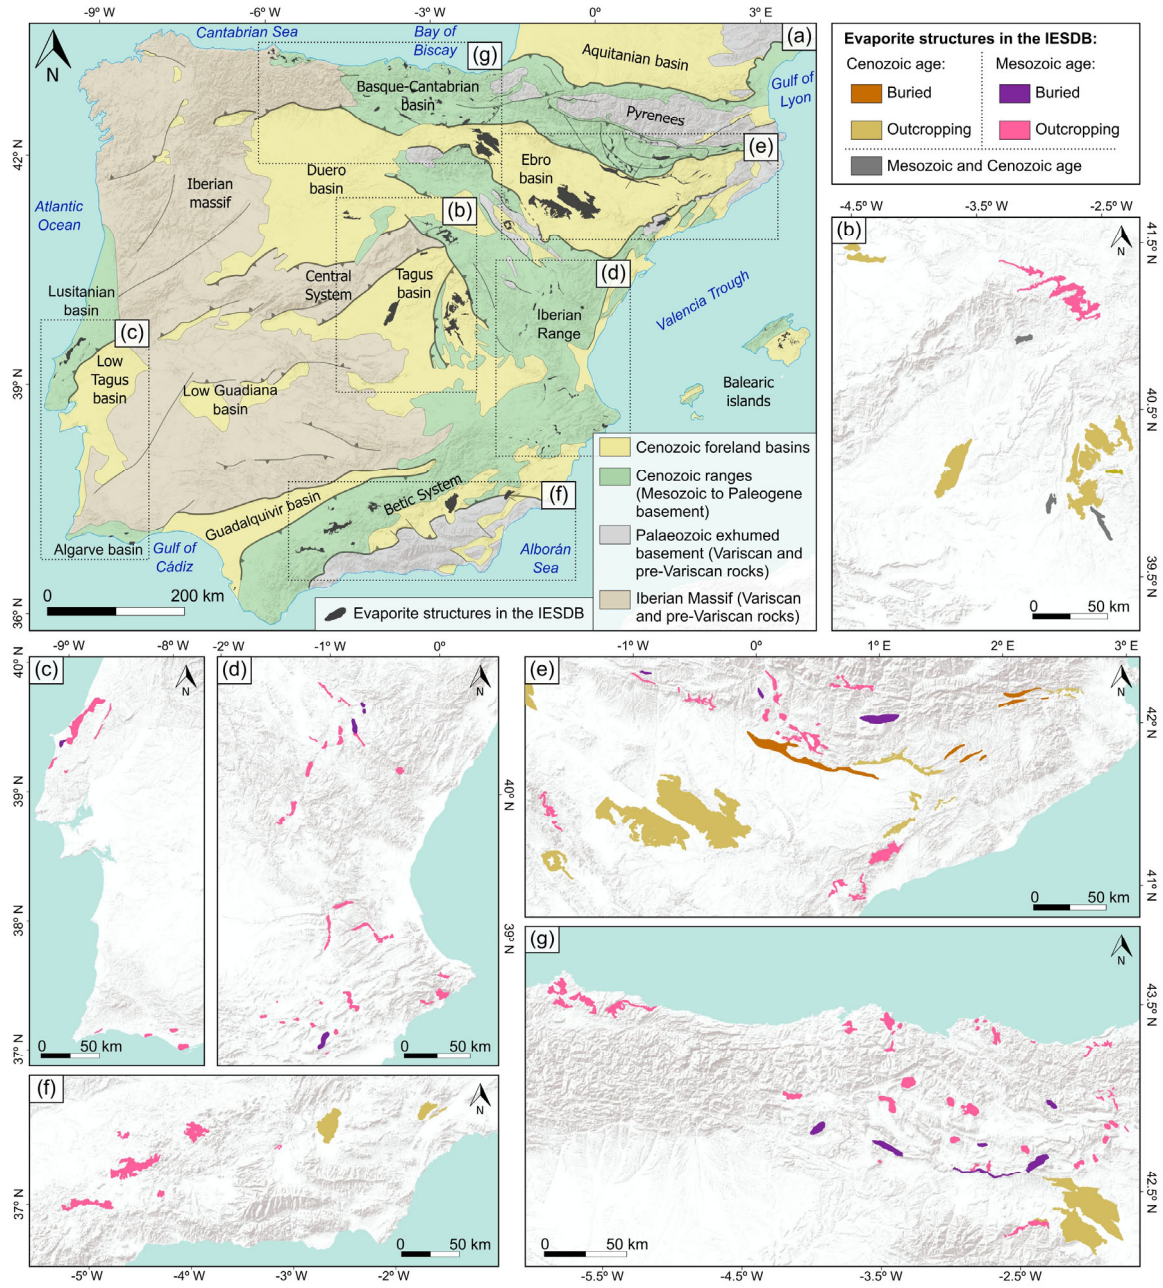 -9°W
-6°W
-3°W
0°
3°E
Cantabrian Sea
Bay of
Biscay
(g)
(a)
Aquitanian basin
Gulf of
Lyon
N
Basque-Cantabrian
basin
Pyrenees
(e)
42°N
Ebro
basin
Duero
basin
Iberian
massif
Atlantic
Ocean
(b)
(d)
Central
System
Tagus
basin
Valencia Trough
Lusitanian
basin
(c)
Iberian
Range
Low
Tagus
basin
39°N
Low Guadiana
basin
Balearic
islands
Guadalquivir basin
Betic System
(f)
Algarve basin
Gulf of
Cádiz
Alborán
Sea
36°N
0
200 km
Evaporite structures in the IESDB
Cenozoic foreland basins
Cenozoic ranges
(Mesozoic to Paleogene
basement)
Palaeozoic exhumed
basement (Variscan and
pre-Variscan rocks)
Iberian Massif (Variscan
and pre-Variscan rocks)
Evaporite structures in the IESDB:
Cenozoic age:
Mesozoic age:
Buried
Buried
Outcropping
Outcropping
Mesozoic and Cenozoic age
-4.5°W
-3.5°W
-2.5°W
(b)
N
41.5°N
40.5°N
39.5°N
0
50 km
-9°W
-8°W
40°N
(c)
N
39°N
38°N
37°N
0
50 km
-2°W
-1°W
0°
(d)
N
40°N
39°N
0
50 km
-1°W
0°
1°E
2°E
3°E
(e)
N
42°N
41°N
0
50 km
(f)
N
37°N
0
50 km
-5°W
-4°W
-3°W
-2°W
(g)
N
43.5°N
42.5°N
0
50 km
-5.5°W
-4.5°W
-3.5°W
-2.5°W